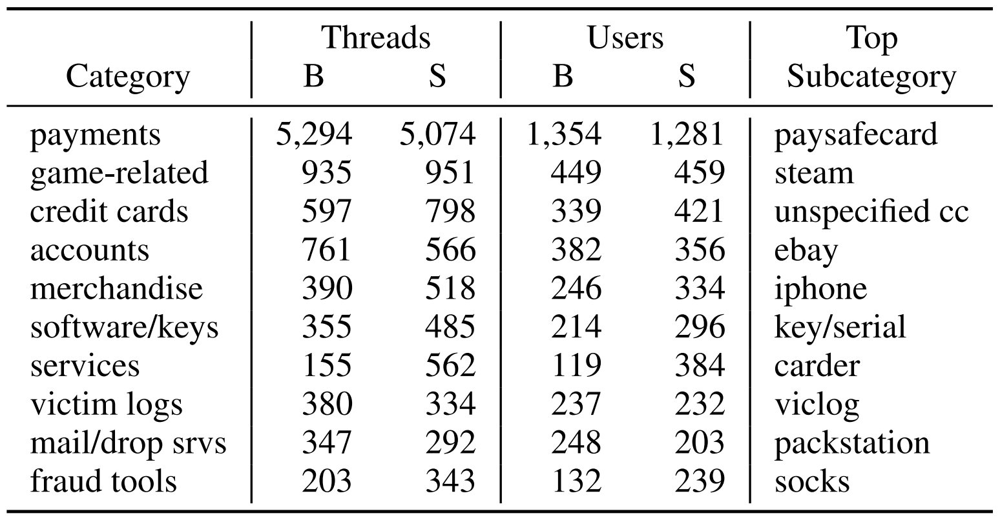 Threads Users Top
Category B S B S Subcategory
payments 5,294 5,074 1,354 1,281 paysafecard
game-related 935 951 449 459 steam
credit cards 597 798 339 421 unspecified cc
accounts 761 566 382 356 ebay
merchandise 390 518 246 334 iphone
software/keys 355 485 214 296 key/serial
services 155 562 119 384 carder
victim logs 380 334 237 232 viclog
mail/drop srvs 347 292 248 203 packstation
fraud tools 203 343 132 239 socks